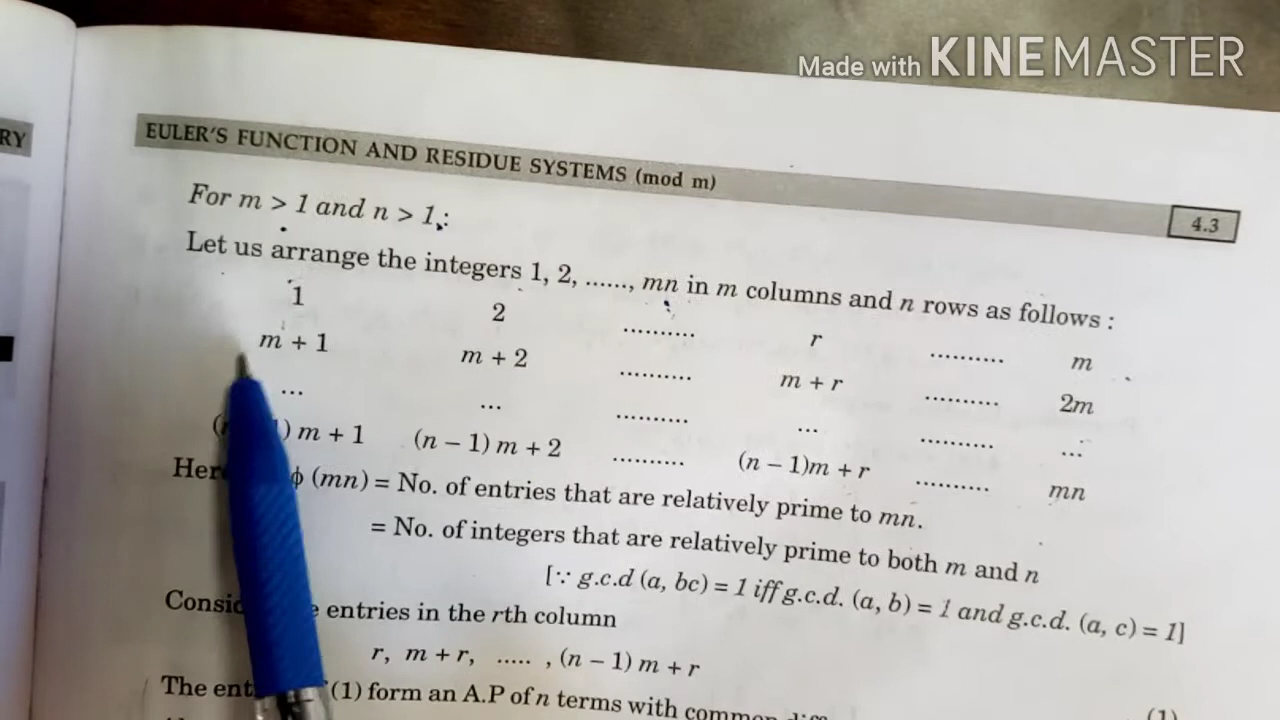 Made with KINEMASTER
RY
EULER'S FUNCTION AND RESIDUE SYSTEMS (mod m)
4.3
For m > 1 and n > 1,:
Let us arrange the integers 1, 2, ......, mn in m columns and n rows as follows :
1 2 .......... r .......... m
m + 1 m + 2 .......... m + r .......... 2m
... ... .......... ... .......... ...
) m + 1 (n – 1) m + 2 .......... (n – 1)m + r .......... mn
ϕ (mn) = No. of entries that are relatively prime to mn.
= No. of integers that are relatively prime to both m and n
[∵ g.c.d (a, bc) = 1 iff g.c.d. (a, b) = 1 and g.c.d. (a, c) = 1]
entries in the rth column
r, m + r, ..... , (n – 1) m + r
(1)
The (1) form an A.P of n terms with common